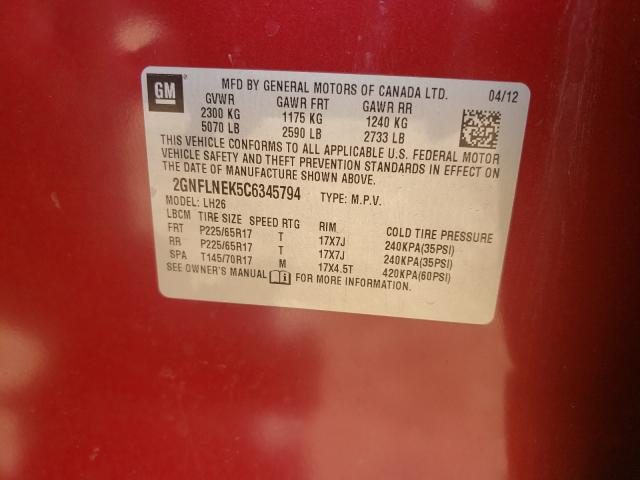 GM
MFD BY GENERAL MOTORS OF CANADA LTD. 04/12
GVWR GAWR FRT GAWR RR
2300 KG 1175 KG 1240 KG
5070 LB 2590 LB 2733 LB
THIS VEHICLE CONFORMS TO ALL APPLICABLE U.S. FEDERAL MOTOR
VEHICLE SAFETY AND THEFT PREVENTION STANDARDS IN EFFECT ON
THE DATE OF MANUFACTURE SHOWN ABOVE.
2GNFLNEK5C6345794 TYPE: M.P.V.
MODEL: LH26
LBCM TIRE SIZE SPEED RTG RIM COLD TIRE PRESSURE
FRT P225/65R17 T 17X7J 240KPA(35PSI)
RR P225/65R17 T 17X7J 240KPA(35PSI)
SPA T145/70R17 M 17X4.5T 420KPA(60PSI)
SEE OWNER'S MANUAL FOR MORE INFORMATION.